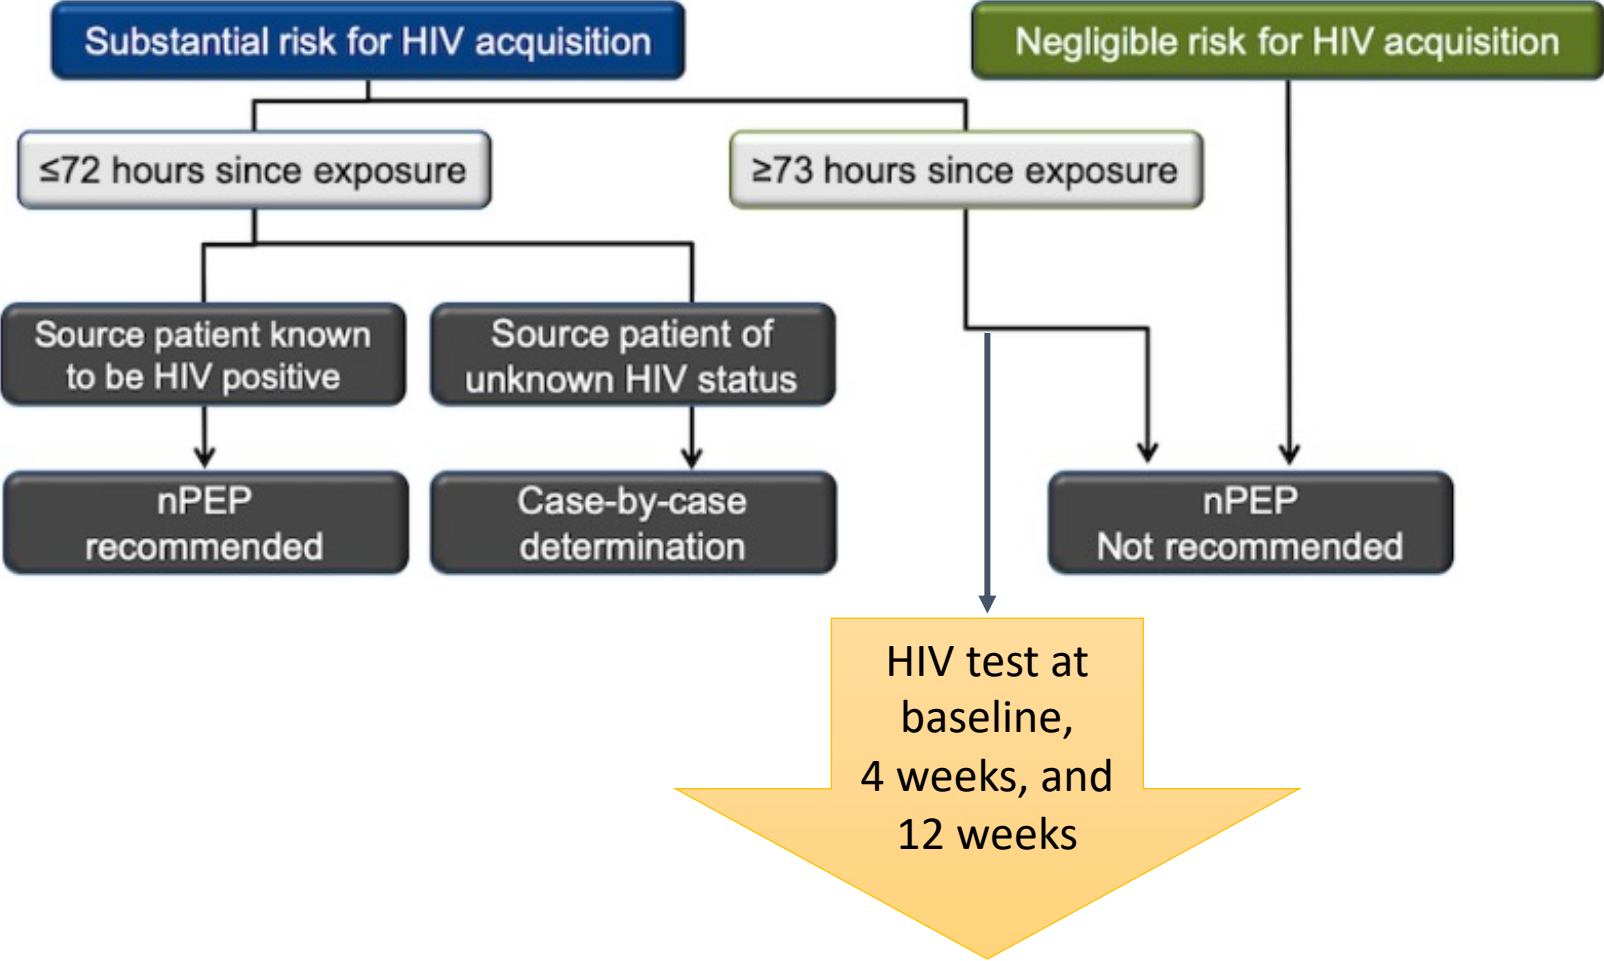 Substantial risk for HIV acquisition
Negligible risk for HIV acquisition
≤72 hours since exposure
≥73 hours since exposure
Source patient known
to be HIV positive
Source patient of
unknown HIV status
nPEP
recommended
Case-by-case
determination
nPEP
Not recommended
HIV test at
baseline,
4 weeks, and
12 weeks